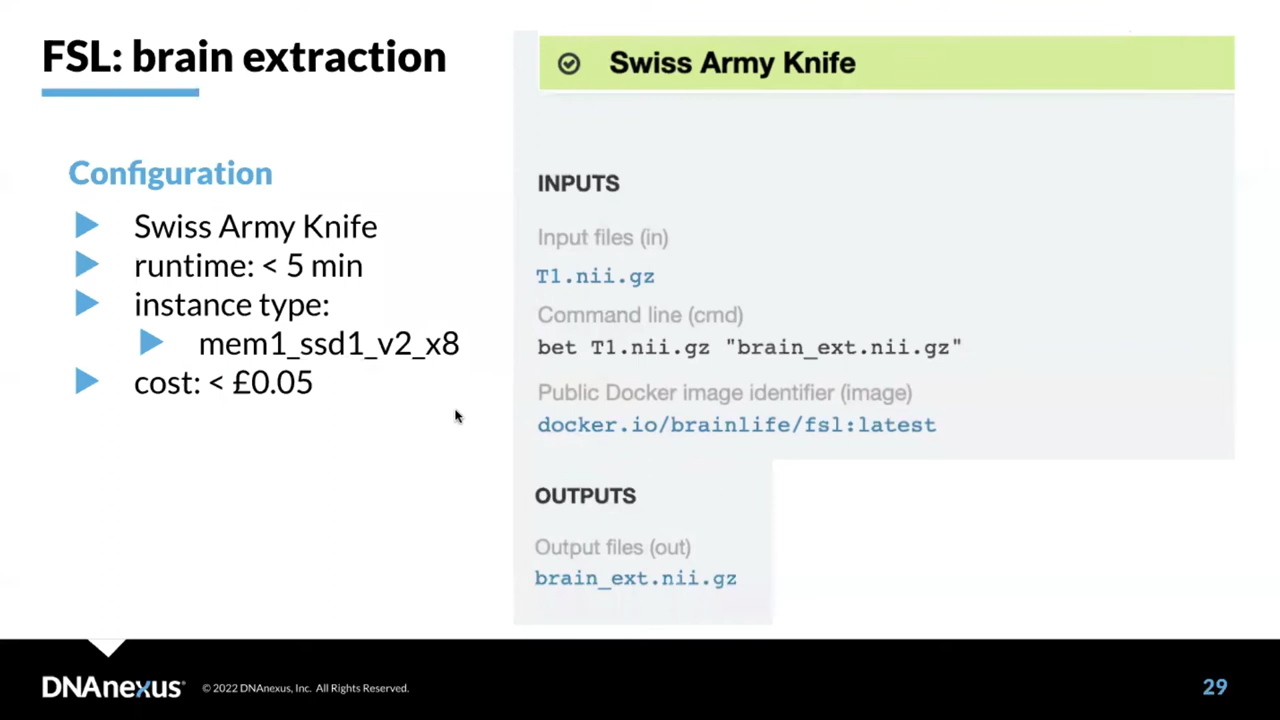 FSL: brain extraction
Configuration
Swiss Army Knife
runtime: < 5 min
instance type:
mem1_ssd1_v2_x8
cost: < £0.05
Swiss Army Knife
INPUTS
Input files (in)
T1.nii.gz
Command line (cmd)
bet T1.nii.gz "brain_ext.nii.gz"
Public Docker image identifier (image)
docker.io/brainlife/fsl:latest
OUTPUTS
Output files (out)
brain_ext.nii.gz
DNAnexus® © 2022 DNAnexus, Inc. All Rights Reserved.
29